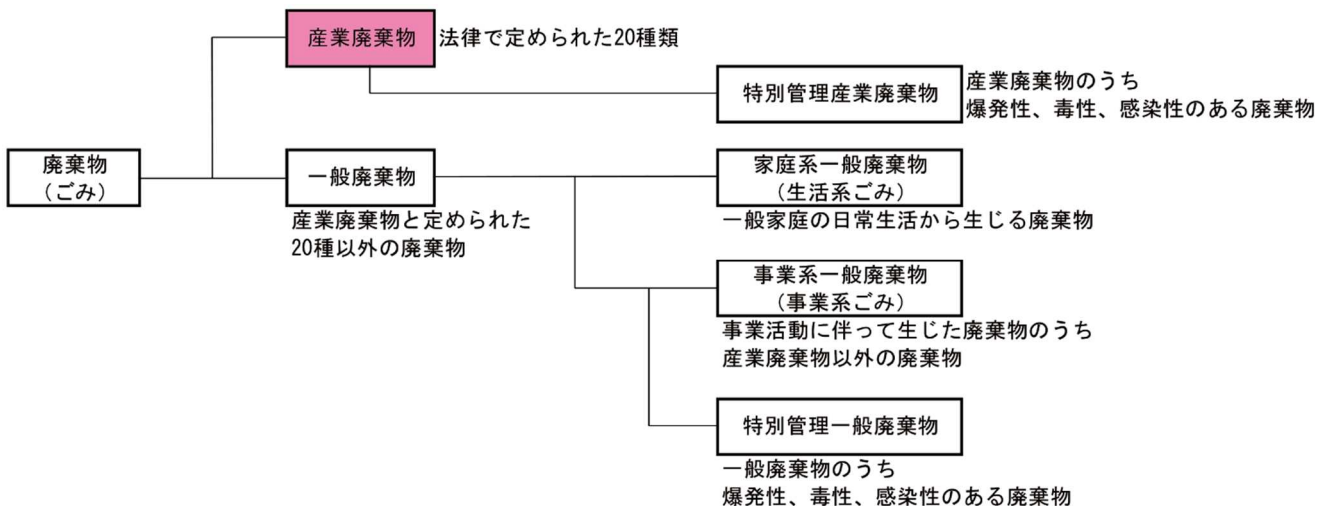 産業廃棄物 法律で定められた20種類
特別管理産業廃棄物
産業廃棄物のうち
爆発性、毒性、感染性のある廃棄物
廃棄物
（ごみ）
一般廃棄物
産業廃棄物と定められた
20種以外の廃棄物
家庭系一般廃棄物
（生活系ごみ）
一般家庭の日常生活から生じる廃棄物
事業系一般廃棄物
（事業系ごみ）
事業活動に伴って生じた廃棄物のうち
産業廃棄物以外の廃棄物
特別管理一般廃棄物
一般廃棄物のうち
爆発性、毒性、感染性のある廃棄物